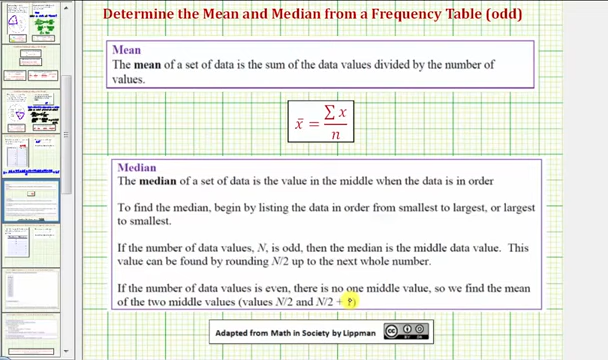 Determine the Mean and Median from a Frequency Table (odd)
Mean
The mean of a set of data is the sum of the data values divided by the number of
values.
x̄ = ∑ x / n
Median
The median of a set of data is the value in the middle when the data is in order
To find the median, begin by listing the data in order from smallest to largest, or largest
to smallest.
If the number of data values, N, is odd, then the median is the middle data value. This
value can be found by rounding N/2 up to the next whole number.
If the number of data values is even, there is no one middle value, so we find the mean
of the two middle values (values N/2 and N/2 +
Adapted from Math in Society by Lippman
cc